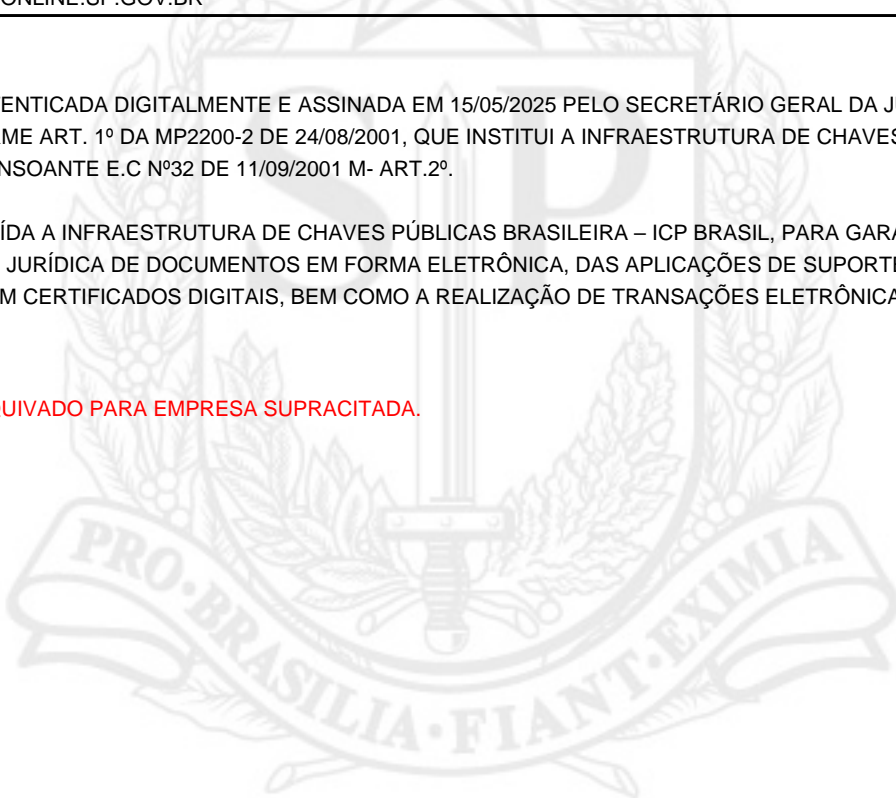 ONLINE.SP.GOV.BR
ENTICADA DIGITALMENTE E ASSINADA EM 15/05/2025 PELO SECRETÁRIO GERAL DA J
ME ART. 1º DA MP2200-2 DE 24/08/2001, QUE INSTITUI A INFRAESTRUTURA DE CHAVES
NSOANTE E.C Nº32 DE 11/09/2001 M- ART.2º.
ÍDA A INFRAESTRUTURA DE CHAVES PÚBLICAS BRASILEIRA – ICP BRASIL, PARA GARA
JURÍDICA DE DOCUMENTOS EM FORMA ELETRÔNICA, DAS APLICAÇÕES DE SUPORTE
M CERTIFICADOS DIGITAIS, BEM COMO A REALIZAÇÃO DE TRANSAÇÕES ELETRÔNICA
UIVADO PARA EMPRESA SUPRACITADA.
SP
PRO·BRASILIA·FIANT·EXIMIA